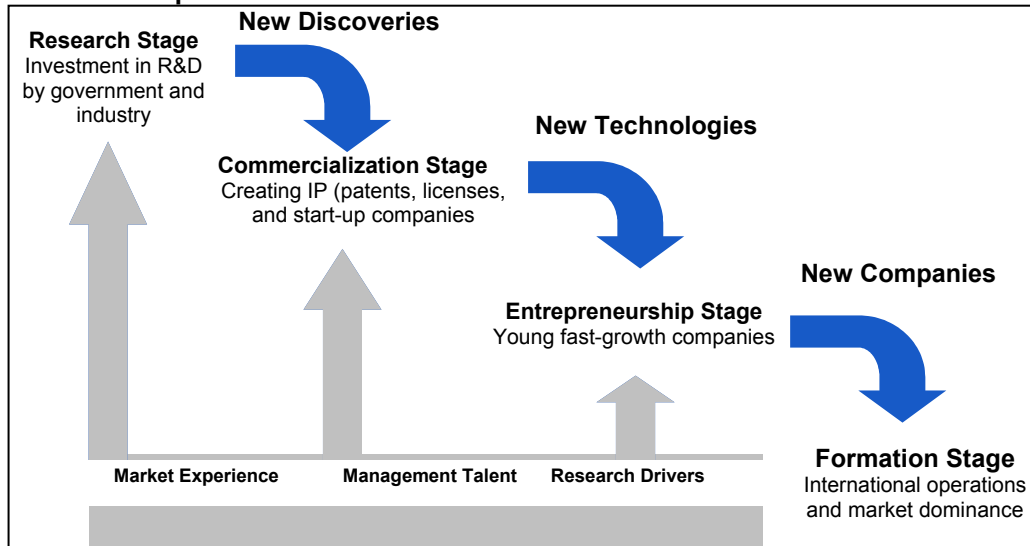 New Discoveries
Research Stage
Investment in R&D
by government and
industry
New Technologies
Commercialization Stage
Creating IP (patents, licenses,
and start-up companies
New Companies
Entrepreneurship Stage
Young fast-growth companies
Market Experience
Management Talent
Research Drivers
Formation Stage
International operations
and market dominance